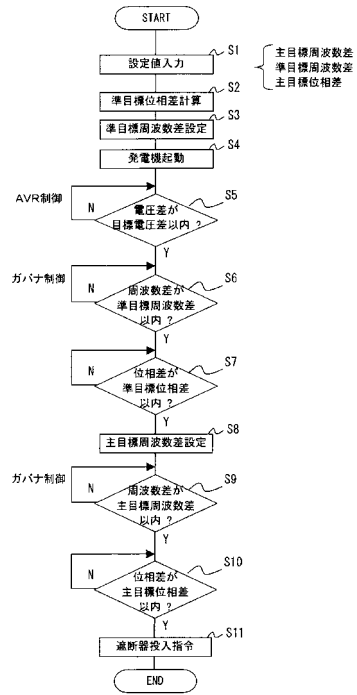 START
S1
設定値入力
主目標周波数差
準目標周波数差
主目標位相差
S2
準目標位相差計算
S3
準目標周波数差設定
S4
発電機起動
AVR制御
S5
電圧差が
目標電圧差以内 ?
N
Y
ガバナ制御
S6
周波数差が
準目標周波数差
以内 ?
N
Y
S7
位相差が
準目標位相差
以内 ?
N
Y
S8
主目標周波数差設定
ガバナ制御
S9
周波数差が
主目標周波数差
以内 ?
N
Y
S10
位相差が
主目標位相差
以内 ?
N
Y
S11
遮断器投入指令
END